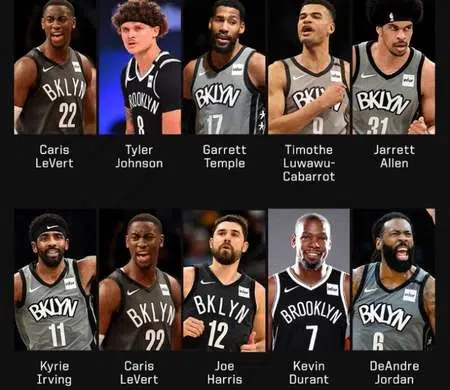 BKLYN
22
BROOKLYN
8
BKLYN
17
BKLYN
9
BKLYN
31
Caris
LeVert
Tyler
Johnson
Garrett
Temple
Timothe
Luwawu-
Cabarrot
Jarrett
Allen
BKLYN
11
BKLYN
22
BKLYN
12
BROOKLYN
7
BKLYN
6
Kyrie
Irving
Caris
LeVert
Joe
Harris
Kevin
Durant
DeAndre
Jordan